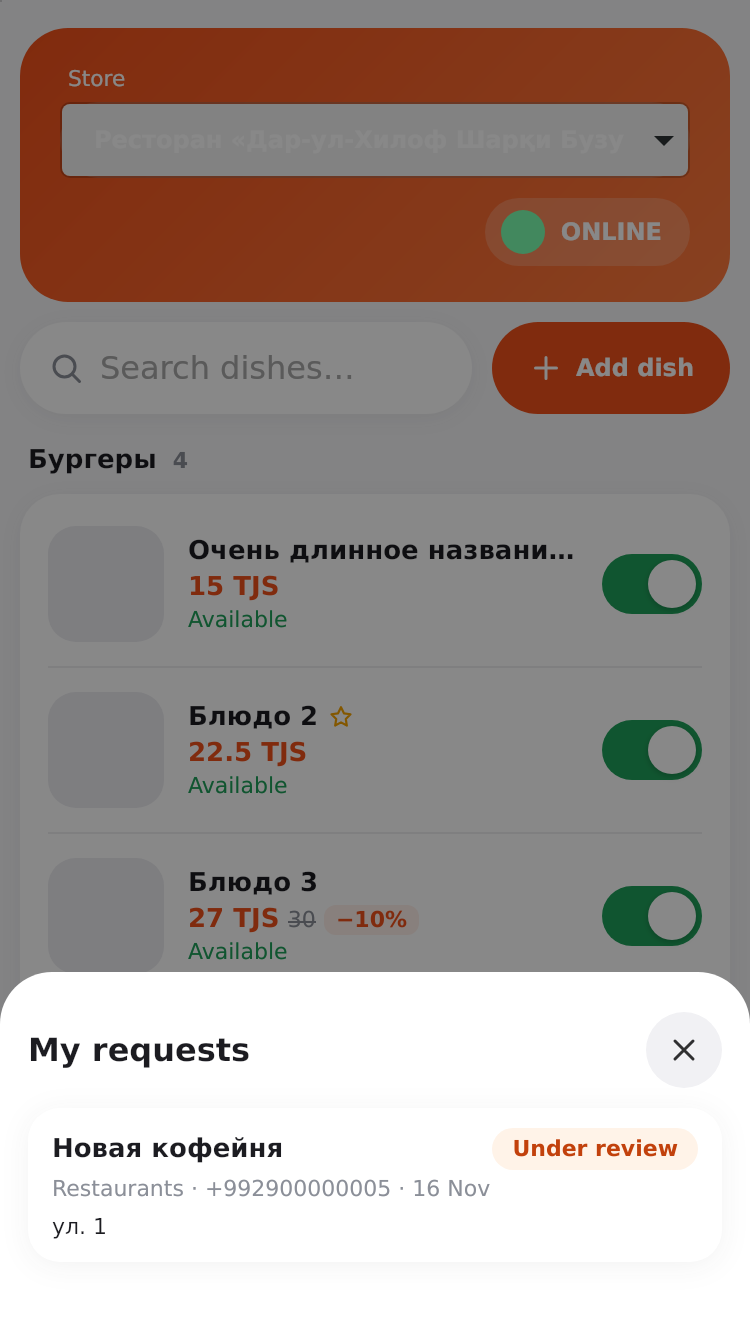 Store
Ресторан «Дар-ул-Хилоф Шарқи Бузу
ONLINE
Search dishes…
Add dish
Бургеры 4
Очень длинное названи…
15 TJS
Available
Блюдо 2
22.5 TJS
Available
Блюдо 3
27 TJS 30 −10%
Available
My requests
Новая кофейня
Under review
Restaurants · +992900000005 · 16 Nov
ул. 1